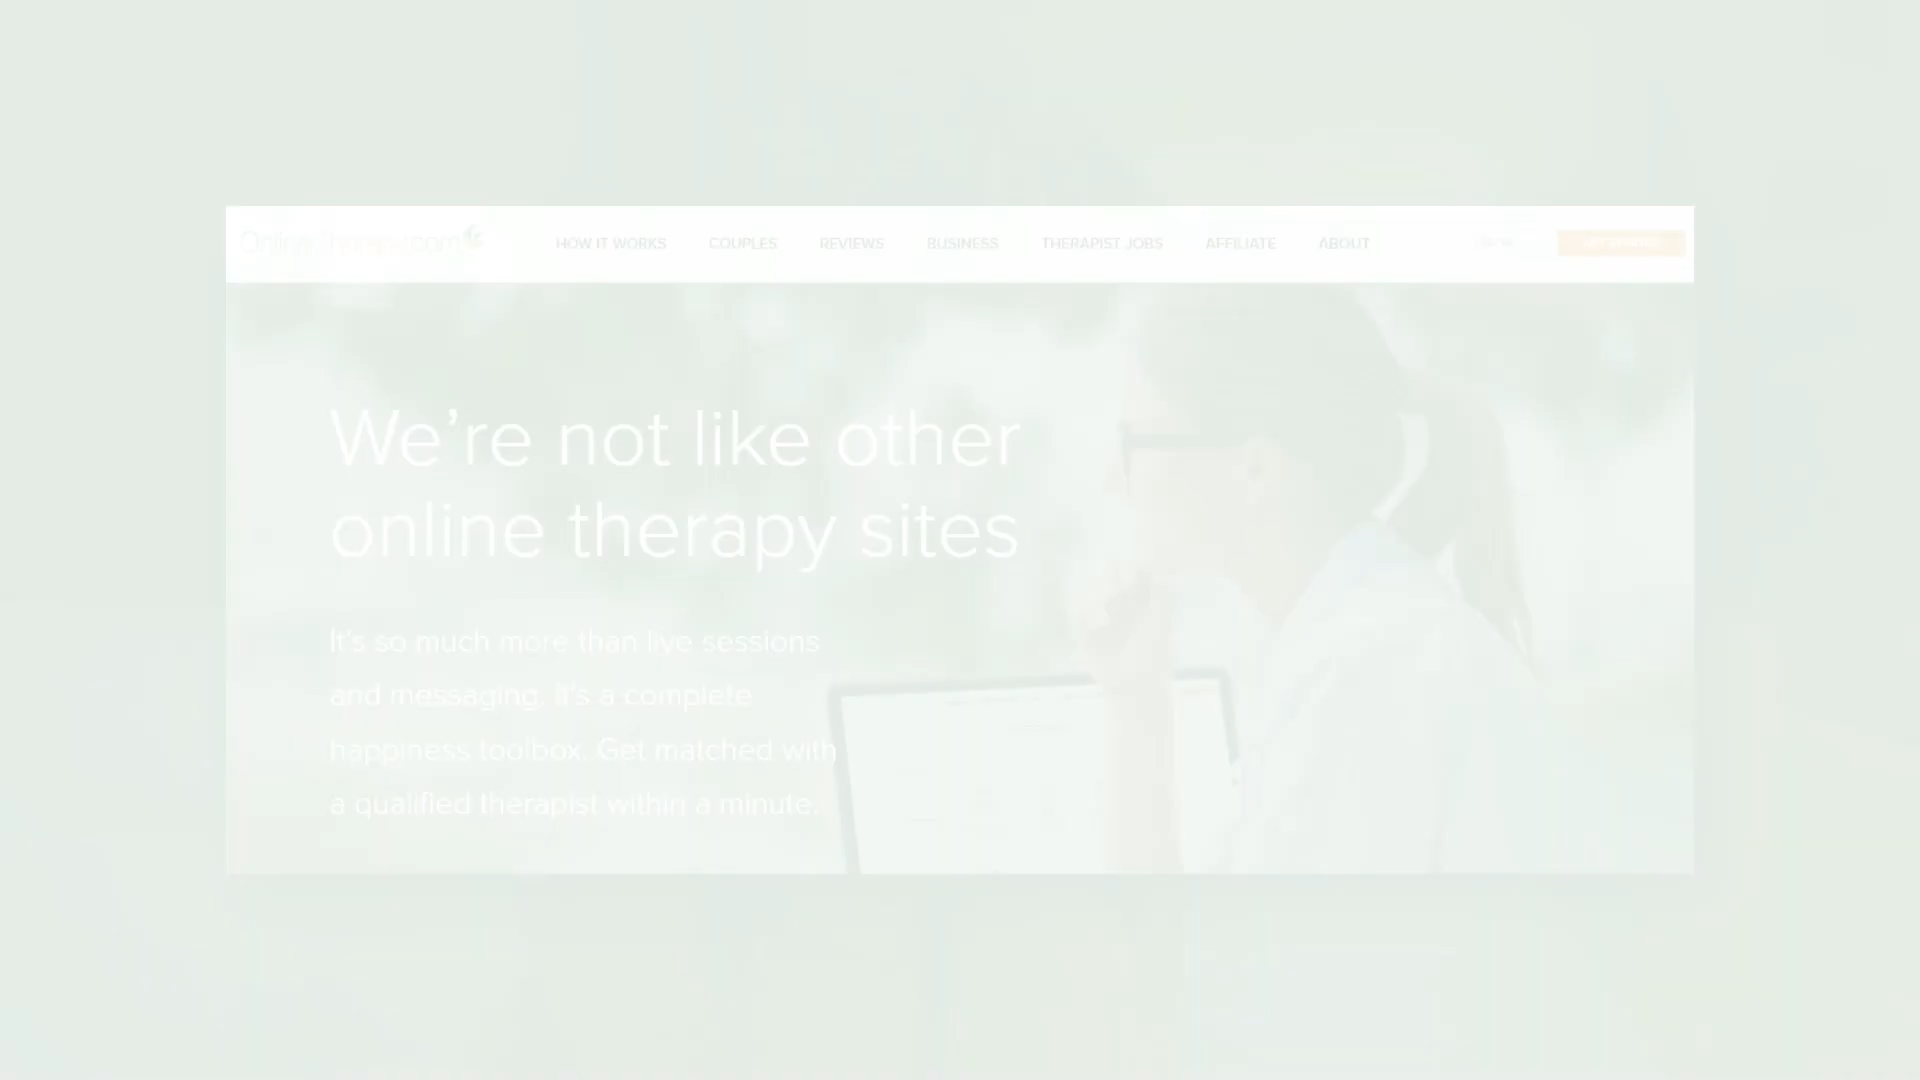 Online-Therapy.com
HOW IT WORKS COUPLES REVIEWS BUSINESS THERAPIST JOBS AFFILIATE ABOUT
We’re not like other
online therapy sites
It's so much more than live sessions
and messaging. It's a complete
happiness toolbox. Get matched with
a qualified therapist within a minute.